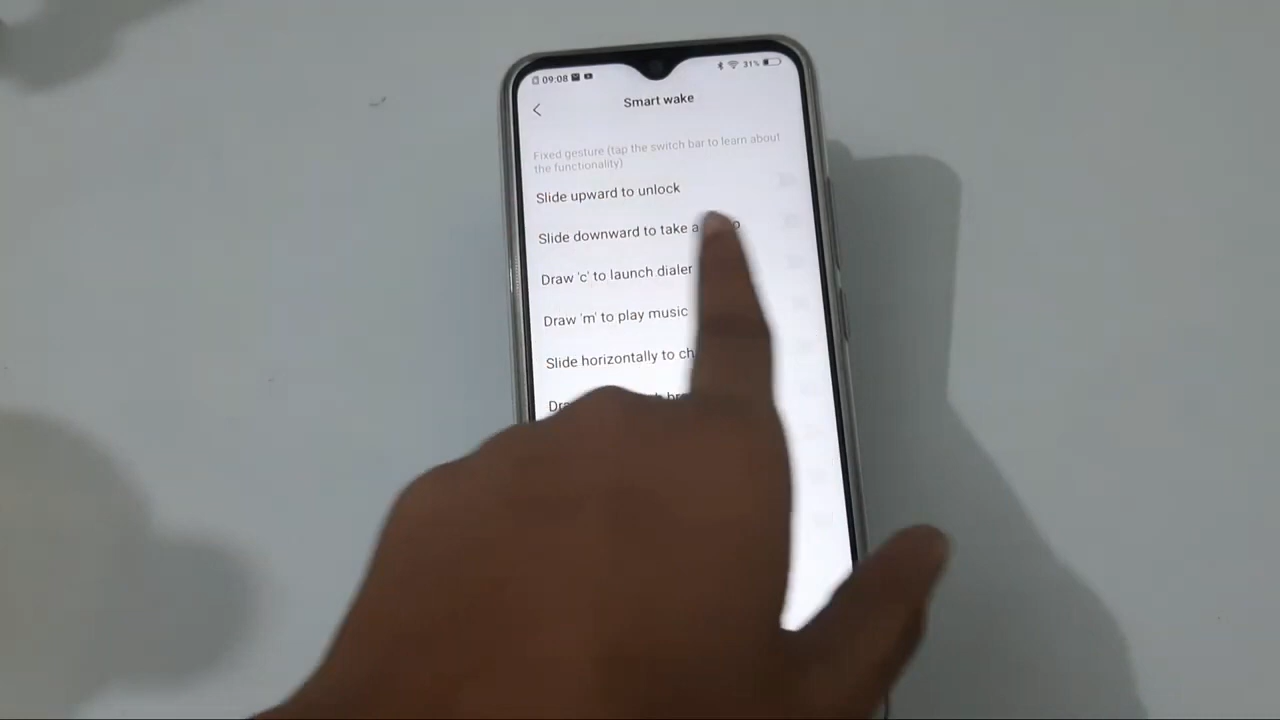 09:08
31%
Smart wake
Fixed gesture (tap the switch bar to learn about
the functionality)
Slide upward to unlock
Slide downward to take a
Draw 'c' to launch dialer
Draw 'm' to play music
Slide horizontally to